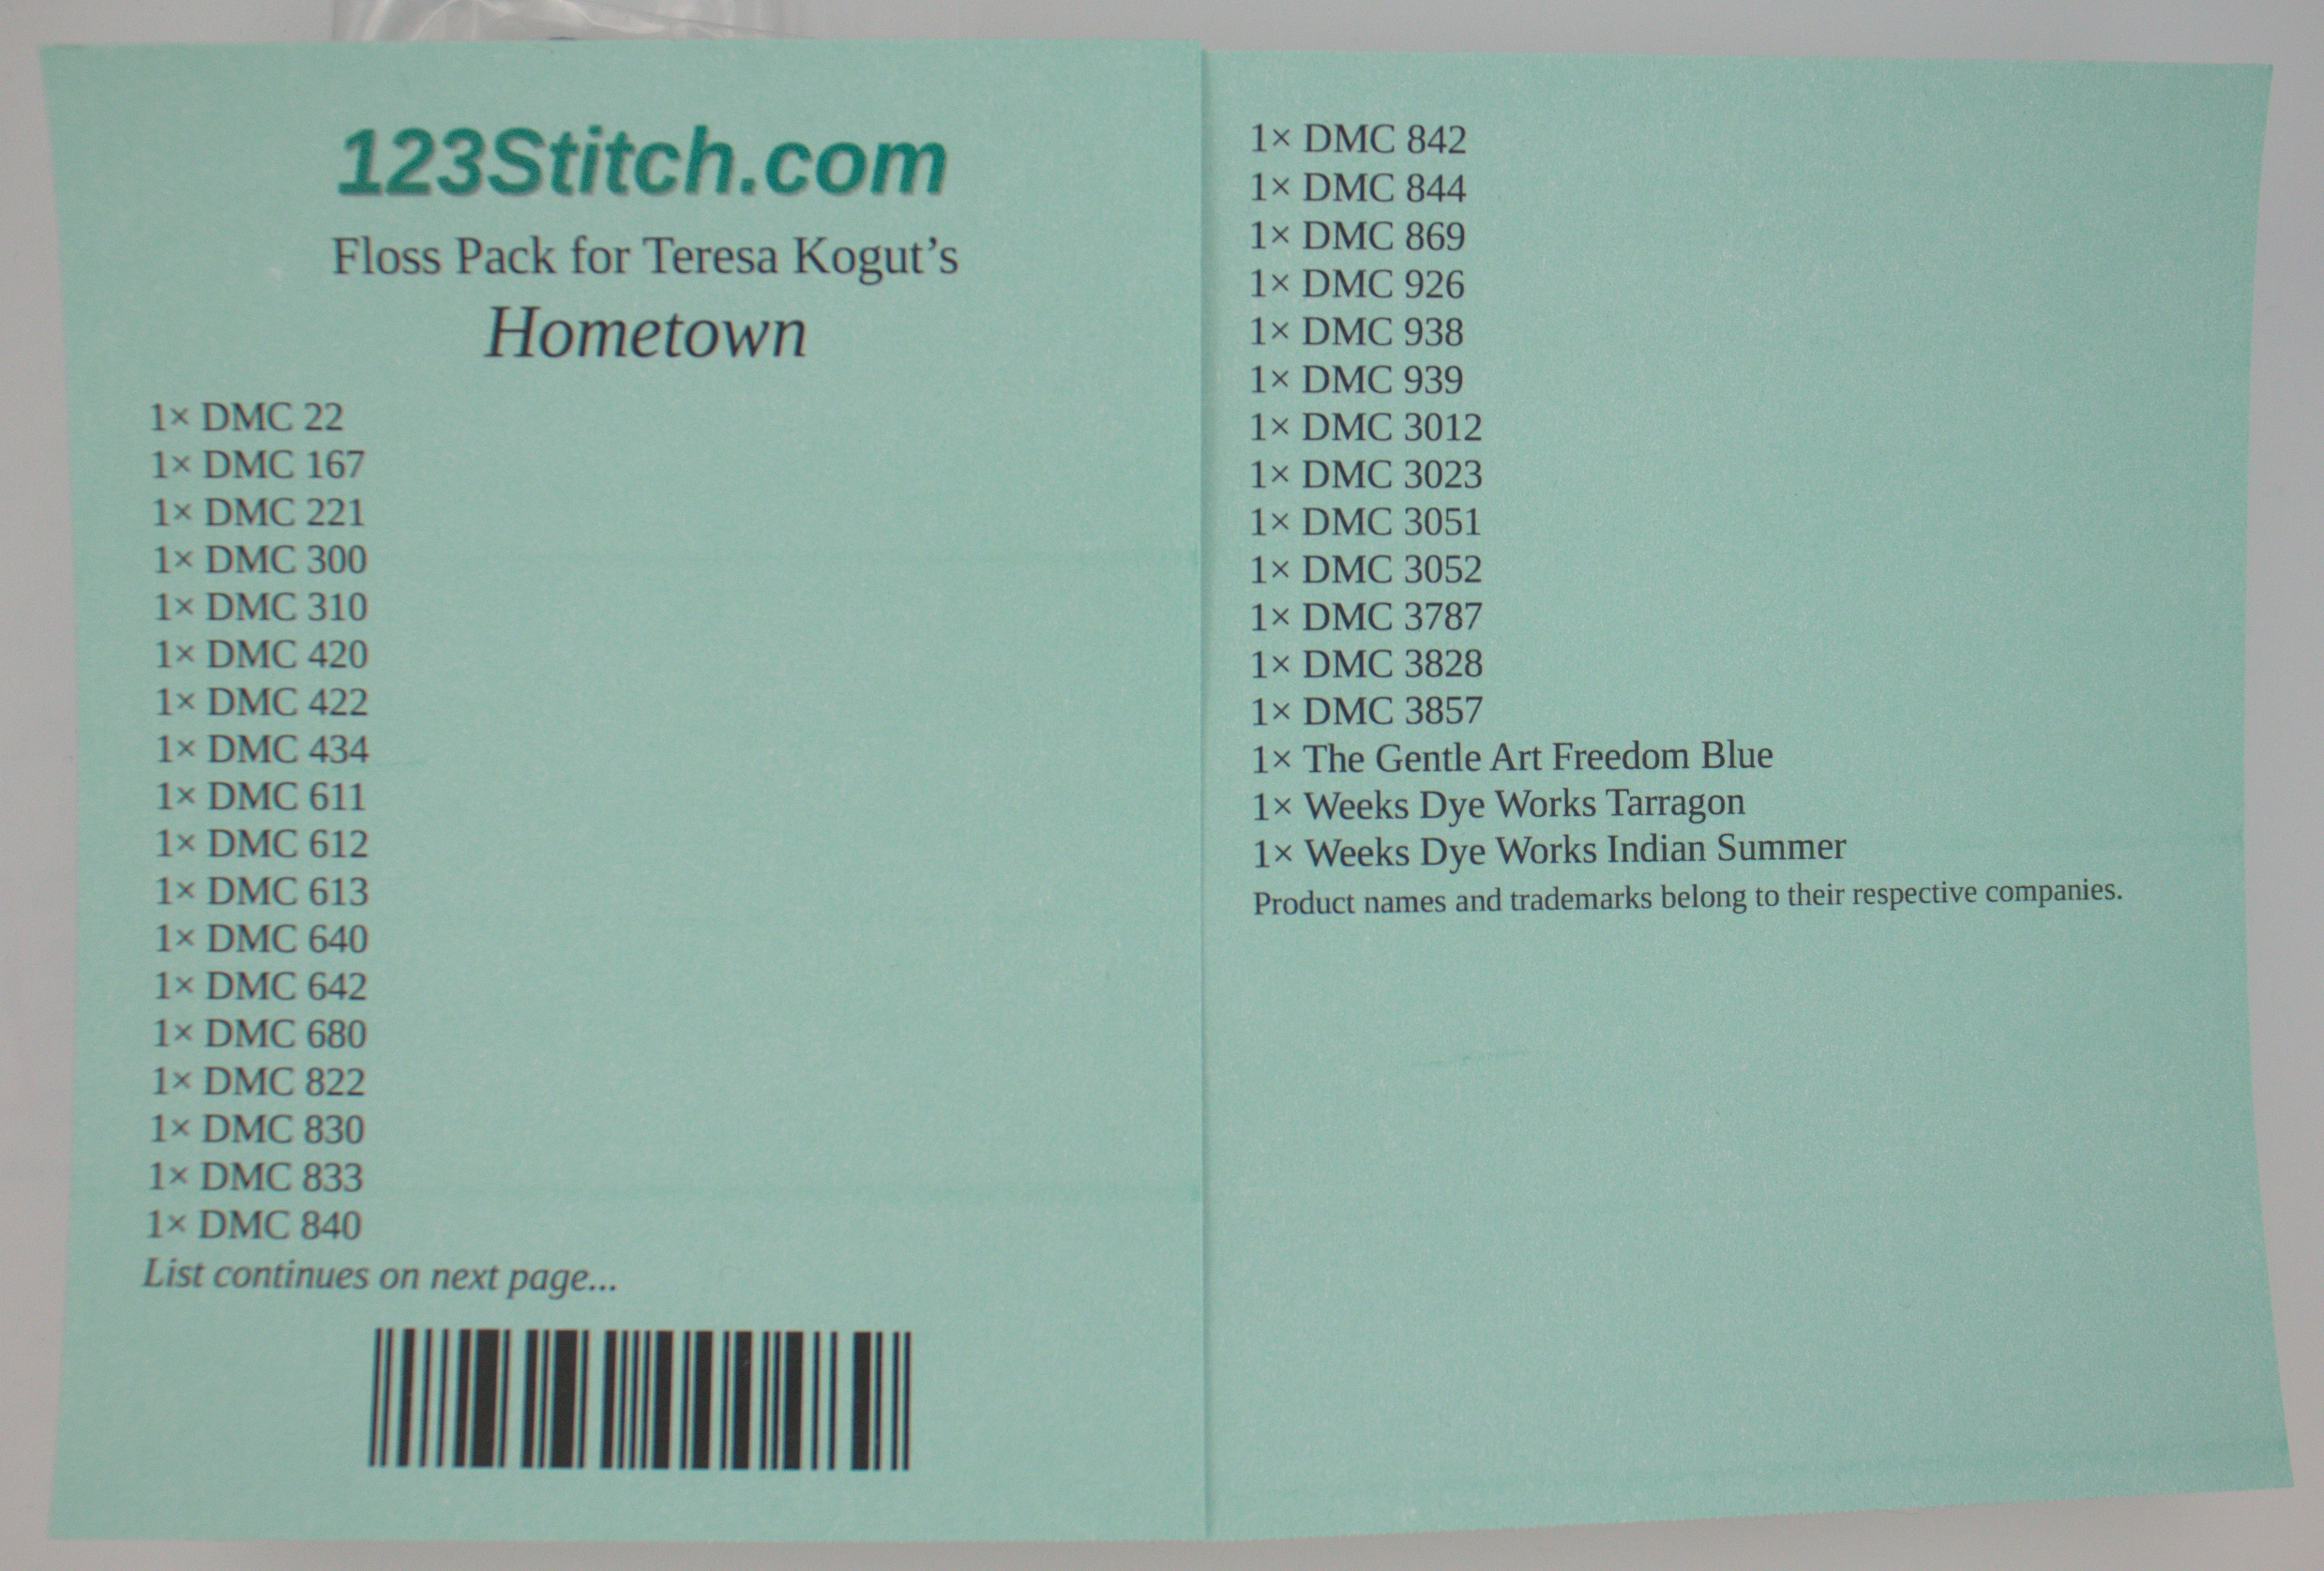 123Stitch.com
Floss Pack for Teresa Kogut’s
Hometown
1× DMC 22
1× DMC 167
1× DMC 221
1× DMC 300
1× DMC 310
1× DMC 420
1× DMC 422
1× DMC 434
1× DMC 611
1× DMC 612
1× DMC 613
1× DMC 640
1× DMC 642
1× DMC 680
1× DMC 822
1× DMC 830
1× DMC 833
1× DMC 840
List continues on next page...
1× DMC 842
1× DMC 844
1× DMC 869
1× DMC 926
1× DMC 938
1× DMC 939
1× DMC 3012
1× DMC 3023
1× DMC 3051
1× DMC 3052
1× DMC 3787
1× DMC 3828
1× DMC 3857
1× The Gentle Art Freedom Blue
1× Weeks Dye Works Tarragon
1× Weeks Dye Works Indian Summer
Product names and trademarks belong to their respective companies.